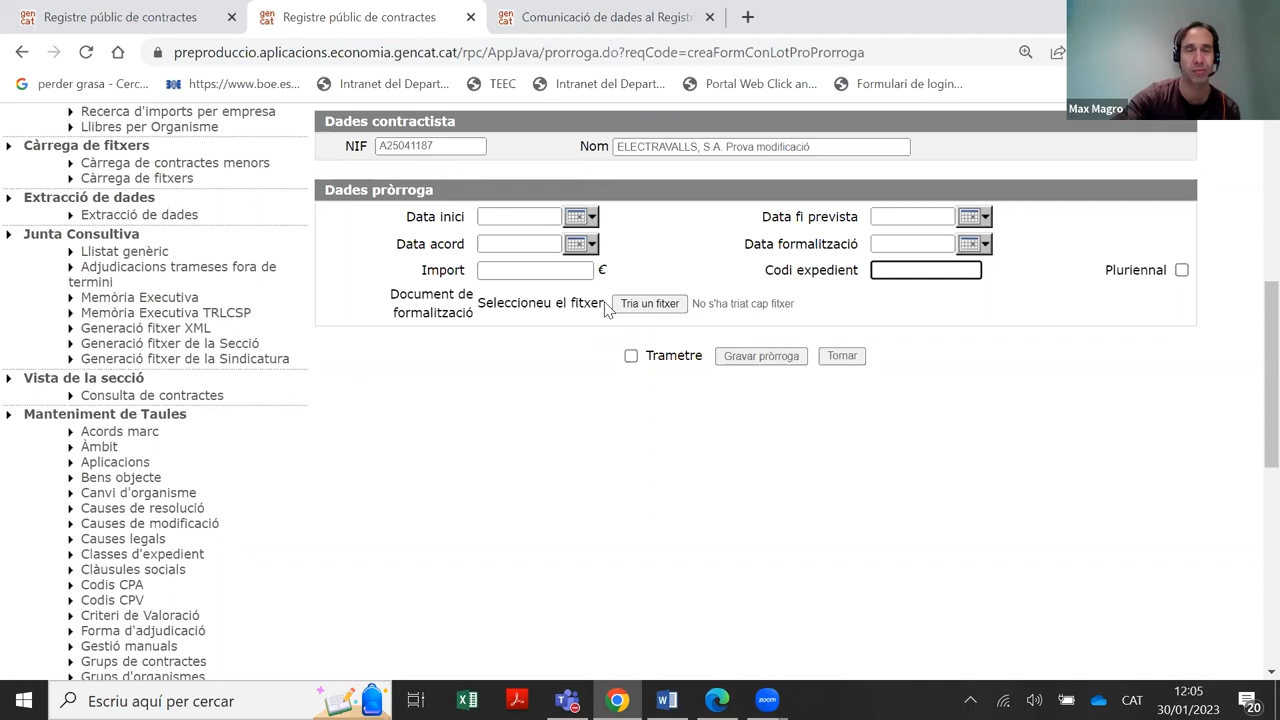 gen cat Registre públic de contractes
gen cat Registre públic de contractes
gen cat Comunicació de dades al Registr
preproduccio.aplicacions.economia.gencat.cat/rpc/AppJava/prorroga.do?reqCode=creaFormConLotProProrroga
perder grasa - Cerc...
https://www.boe.es...
Intranet del Depart...
TEEC
Intranet del Depart...
Portal Web Click an...
Formulari de login...
Max Magro
Recerca d'imports per empresa
Llibres per Organisme
Càrrega de fitxers
Càrrega de contractes menors
Càrrega de fitxers
Extracció de dades
Extracció de dades
Junta Consultiva
Llistat genèric
Adjudicacions trameses fora de
termini
Memòria Executiva
Memòria Executiva TRLCSP
Generació fitxer XML
Generació fitxer de la Secció
Generació fitxer de la Sindicatura
Vista de la secció
Consulta de contractes
Manteniment de Taules
Acords marc
Àmbit
Aplicacions
Bens objecte
Canvi d'organisme
Causes de resolució
Causes de modificació
Causes legals
Classes d'expedient
Clàusules socials
Codis CPA
Codis CPV
Criteri de Valoració
Forma d'adjudicació
Gestió manuals
Grups de contractes
Grups d'organismes
Dades contractista
NIF A25041187 Nom ELECTRAVALLS, S.A. Prova modificació
Dades pròrroga
Data inici Data fi prevista
Data acord Data formalització
Import € Codi expedient Pluriennal
Document de
formalització Seleccioneu el fitxer Tria un fitxer No s'ha triat cap fitxer
Trametre Gravar pròrroga Tornar
Escriu aquí per cercar
zoom
CAT
12:05
30/01/2023
20